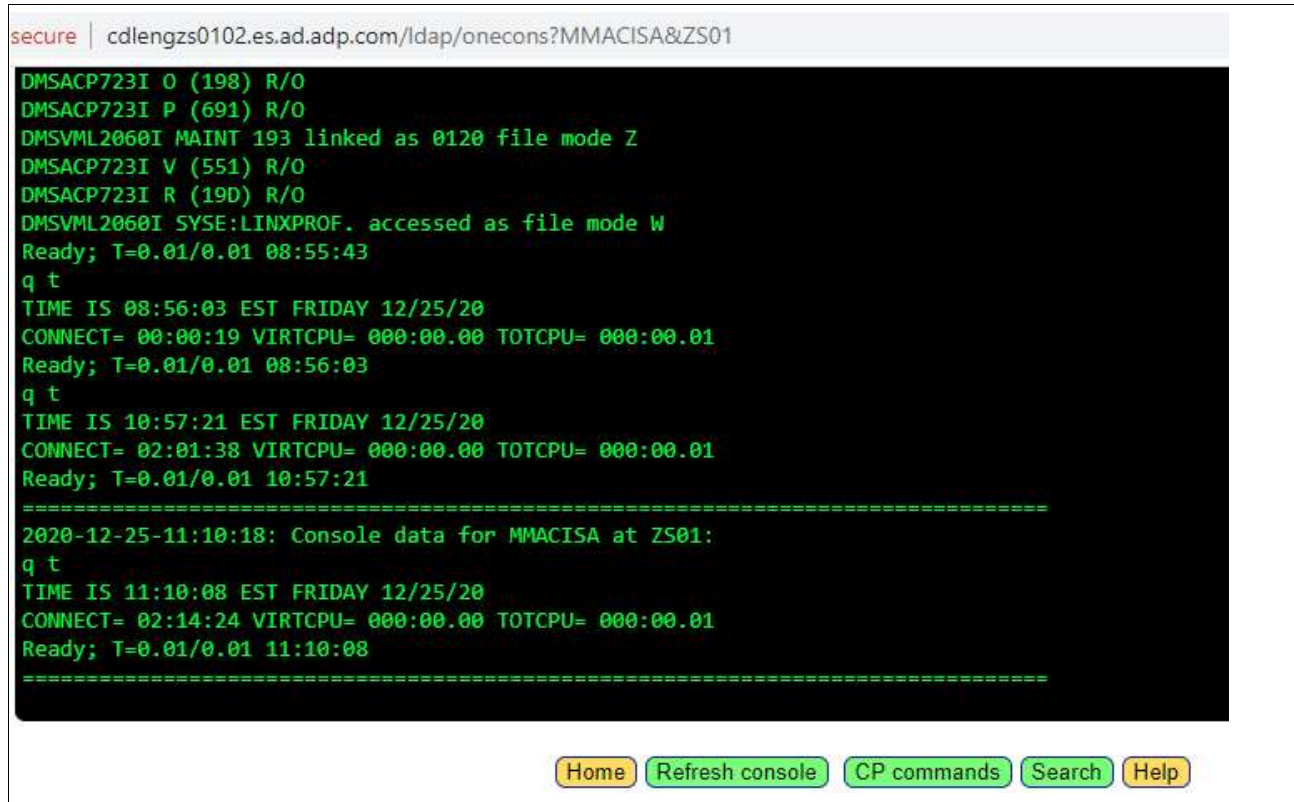 secure | cdlengzs0102.es.ad.adp.com/ldap/onecons?MMACISA&ZS01
DMSACP723I O (198) R/O
DMSACP723I P (691) R/O
DMSVML2060I MAINT 193 linked as 0120 file mode Z
DMSACP723I V (551) R/O
DMSACP723I R (19D) R/O
DMSVML2060I SYSE:LINXPROF. accessed as file mode W
Ready; T=0.01/0.01 08:55:43
q t
TIME IS 08:56:03 EST FRIDAY 12/25/20
CONNECT= 00:00:19 VIRTCPU= 000:00.00 TOTCPU= 000:00.01
Ready; T=0.01/0.01 08:56:03
q t
TIME IS 10:57:21 EST FRIDAY 12/25/20
CONNECT= 02:01:38 VIRTCPU= 000:00.00 TOTCPU= 000:00.01
Ready; T=0.01/0.01 10:57:21
================================================================================
2020-12-25-11:10:18: Console data for MMACISA at ZS01:
q t
TIME IS 11:10:08 EST FRIDAY 12/25/20
CONNECT= 02:14:24 VIRTCPU= 000:00.00 TOTCPU= 000:00.01
Ready; T=0.01/0.01 11:10:08
================================================================================
Home Refresh console CP commands Search Help